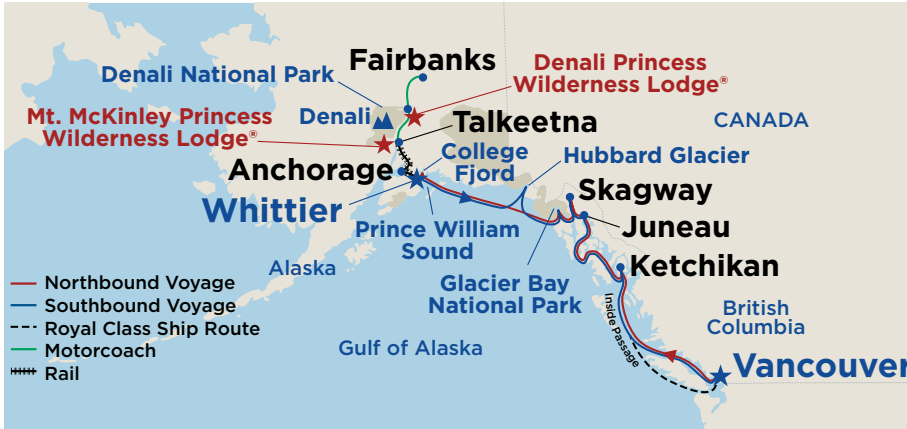 Fairbanks
Denali National Park
Denali Princess
Wilderness Lodge®
Mt. McKinley Princess
Wilderness Lodge®
Denali
Talkeetna
CANADA
College
Fjord
Hubbard Glacier
Anchorage
Whittier
Skagway
Prince William
Sound
Juneau
Alaska
Glacier Bay
National Park
Ketchikan
Northbound Voyage
Southbound Voyage
Royal Class Ship Route
Motorcoach
Rail
Gulf of Alaska
Inside Passage
British
Columbia
Vancouver